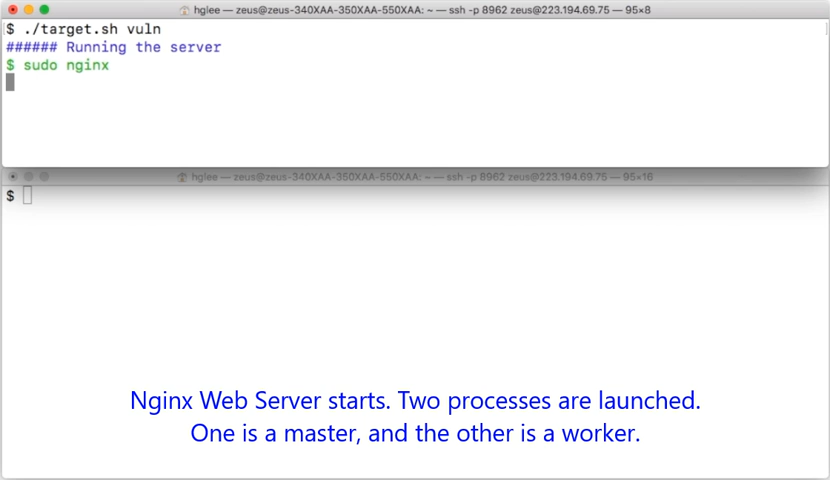 hglee — zeus@zeus-340XAA-350XAA-550XAA: ~ — ssh -p 8962 zeus@223.194.69.75 — 95×8
$ ./target.sh vuln
###### Running the server
$ sudo nginx
hglee — zeus@zeus-340XAA-350XAA-550XAA: ~ — ssh -p 8962 zeus@223.194.69.75 — 95×16
$
Nginx Web Server starts. Two processes are launched.
One is a master, and the other is a worker.